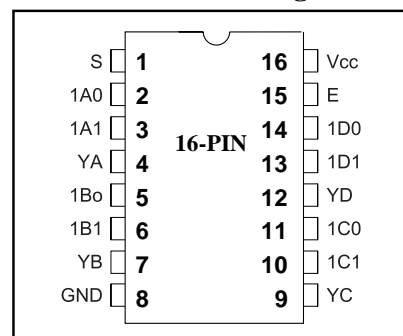 S 1 16 Vcc
1A0 2 15 E
1A1 3 14 1D0
16-PIN
YA 4 13 1D1
1Bo 5 12 YD
1B1 6 11 1C0
YB 7 10 1C1
GND 8 9 YC